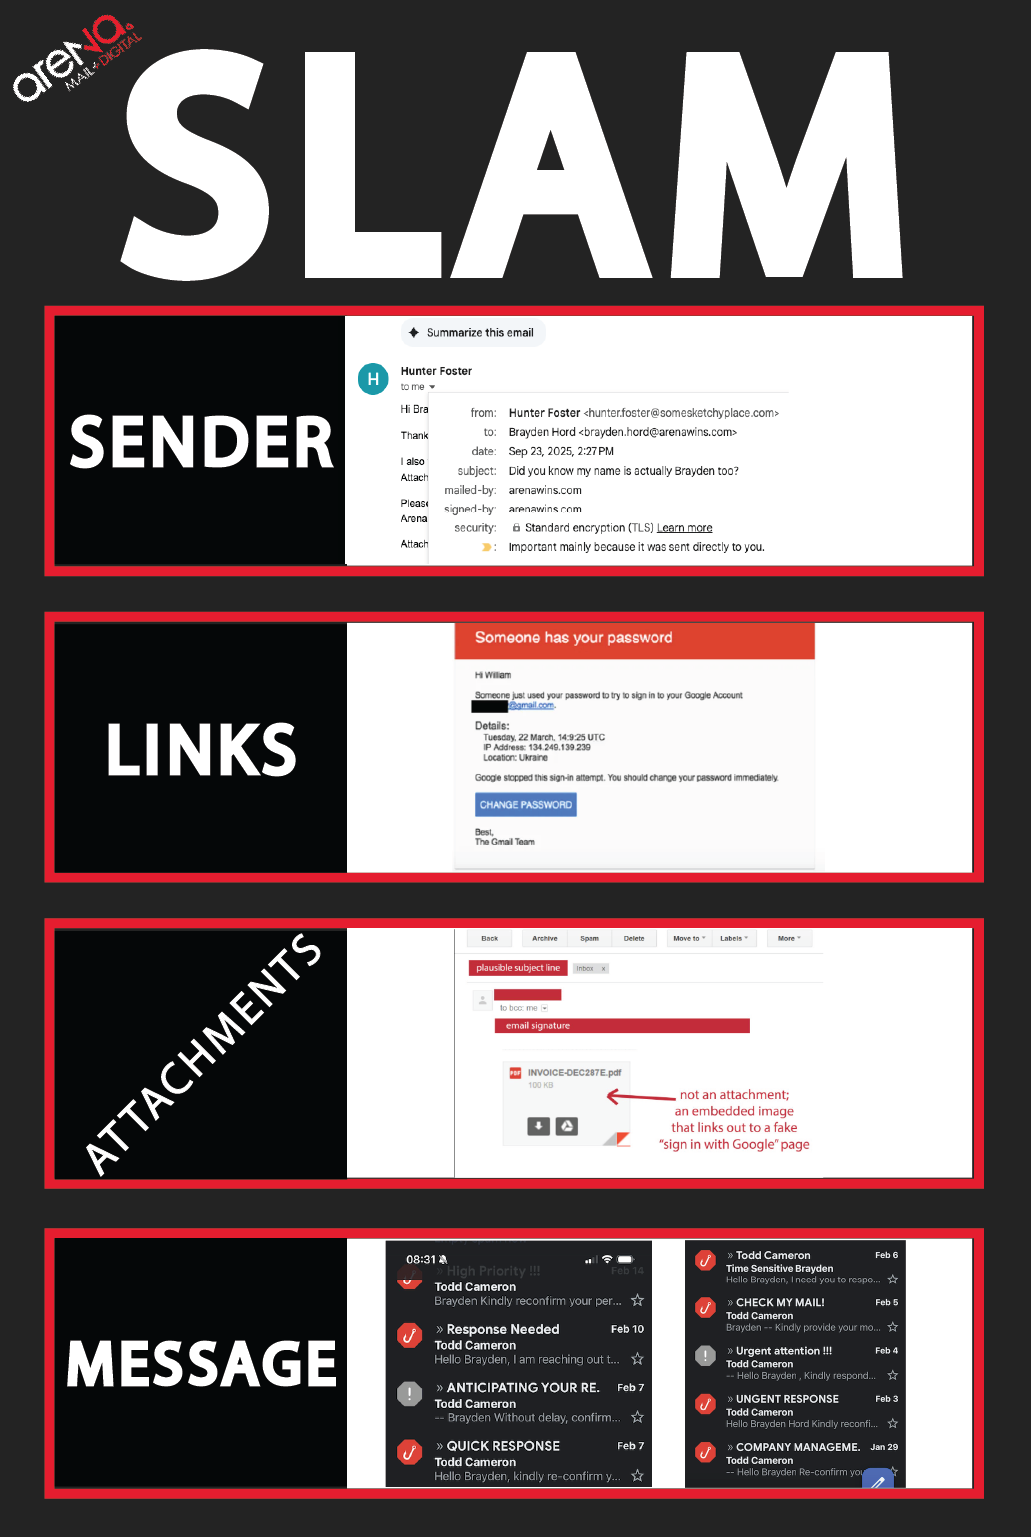 arena
MAIL+DIGITAL
SLAM
SENDER
Summarize this email
H
Hunter Foster
to me
Hi Bra
Thank
I also
Attach
Please
Arena
Attach
from: Hunter Foster <hunter.foster@somesketchyplace.com>
to: Brayden Hord <brayden.hord@arenawins.com>
date: Sep 23, 2025, 2:27 PM
subject: Did you know my name is actually Brayden too?
mailed-by: arenawins.com
signed-by: arenawins.com
security: Standard encryption (TLS) Learn more
: Important mainly because it was sent directly to you.
LINKS
Someone has your password
Hi William
Someone just used your password to try to sign in to your Google Account
@gmail.com.
Details:
Tuesday, 22 March, 14:9:25 UTC
IP Address: 134.249.139.239
Location: Ukraine
Google stopped this sign-in attempt. You should change your password immediately.
CHANGE PASSWORD
Best,
The Gmail Team
ATTACHMENTS
Back Archive Spam Delete Move to Labels More
plausible subject line Inbox x
to bcc: me
email signature
PDF INVOICE-DEC287E.pdf
190 KB
not an attachment;
an embedded image
that links out to a fake
"sign in with Google" page
MESSAGE
08:31
» High Priority !!! Feb 14
Todd Cameron
Brayden Kindly reconfirm your per...
» Response Needed Feb 10
Todd Cameron
Hello Brayden, I am reaching out t...
» ANTICIPATING YOUR RE. Feb 7
Todd Cameron
-- Brayden Without delay, confirm...
» QUICK RESPONSE Feb 7
Todd Cameron
Hello Brayden, kindly re-confirm y...
» Todd Cameron Feb 6
Time Sensitive Brayden
Hello Brayden, I need you to respo...
» CHECK MY MAIL! Feb 5
Todd Cameron
Brayden -- Kindly provide your mo...
» Urgent attention !!! Feb 4
Todd Cameron
-- Hello Brayden , Kindly respond...
» UNGENT RESPONSE Feb 3
Todd Cameron
Hello Brayden Hord Kindly reconfi...
» COMPANY MANAGEME. Jan 29
Todd Cameron
-- Hello Brayden Re-confirm you